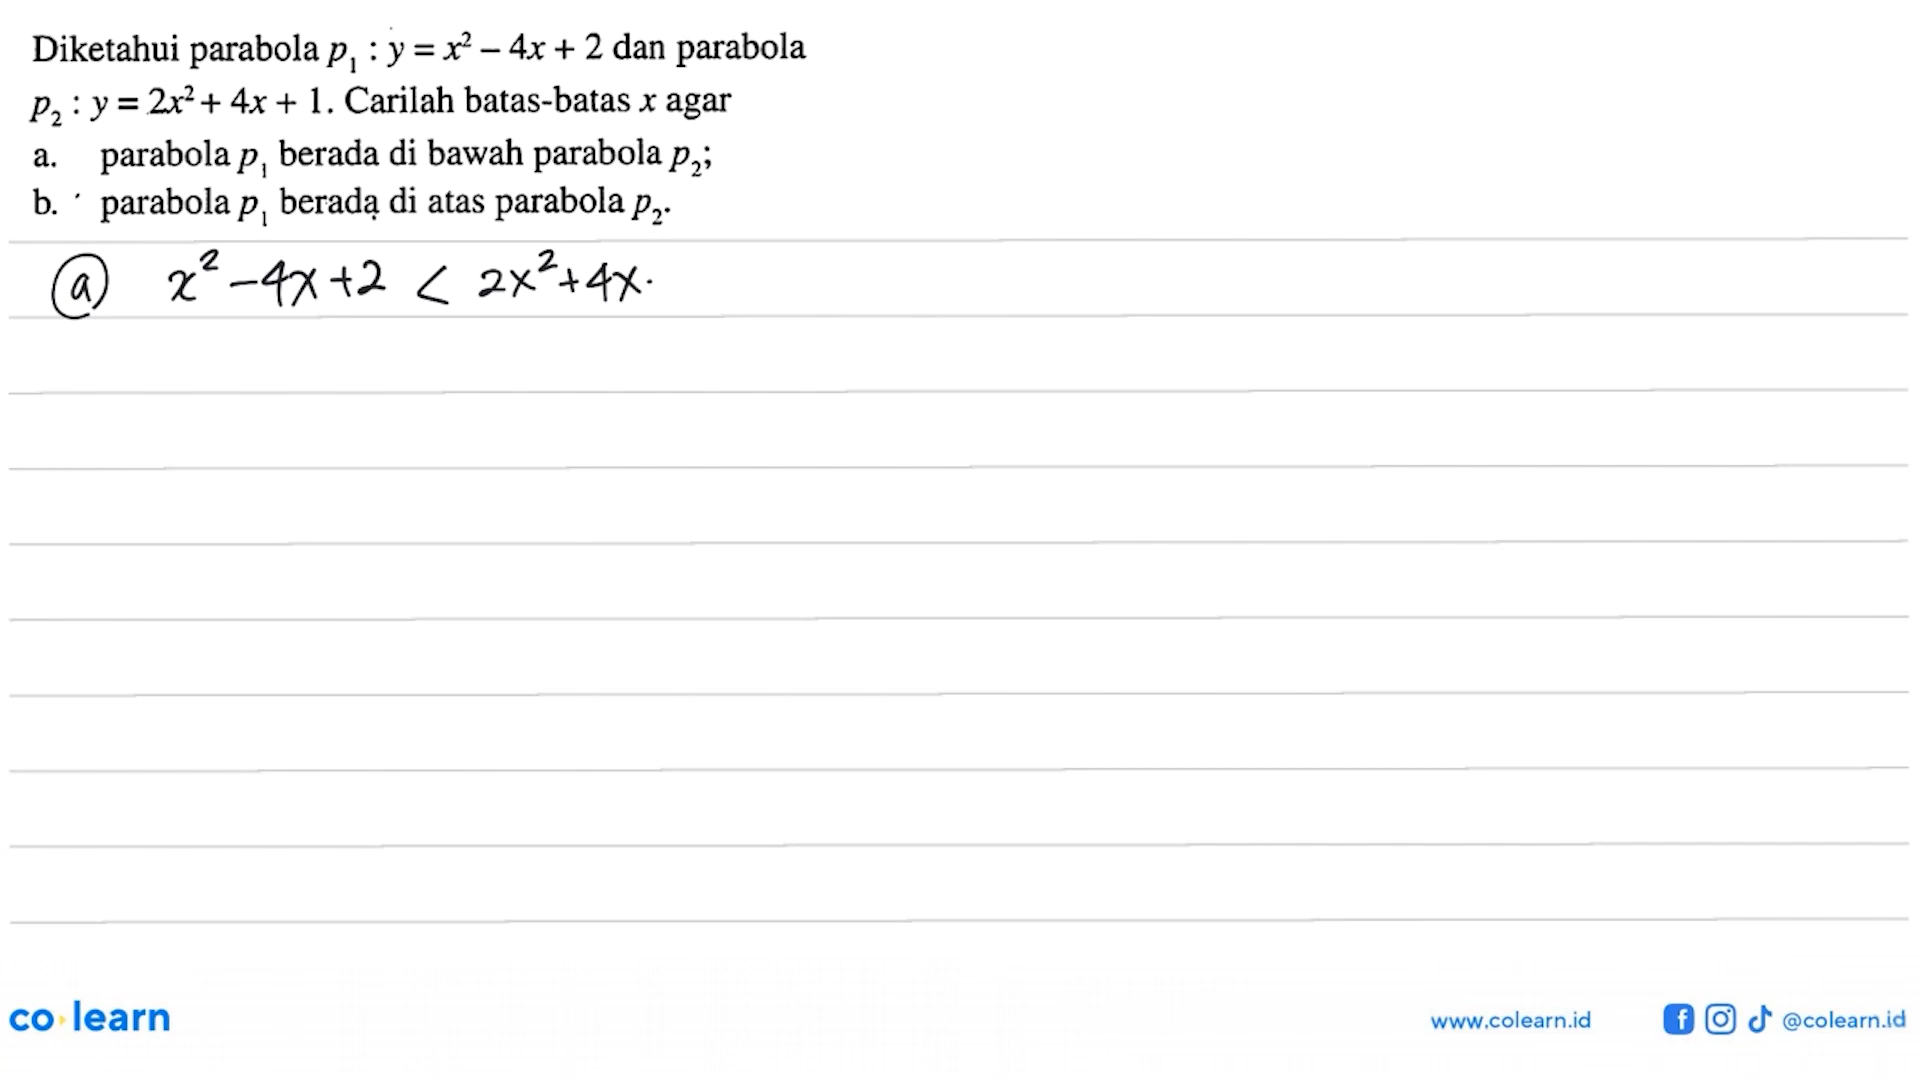 Diketahui parabola p₁ : y = x² – 4x + 2 dan parabola
p₂ : y = 2x² + 4x + 1. Carilah batas-batas x agar
a. parabola p₁ berada di bawah parabola p₂;
b. parabola p₁ berada di atas parabola p₂.
ⓐ x² – 4x + 2 < 2x² + 4x
co learn
www.colearn.id @colearn.id